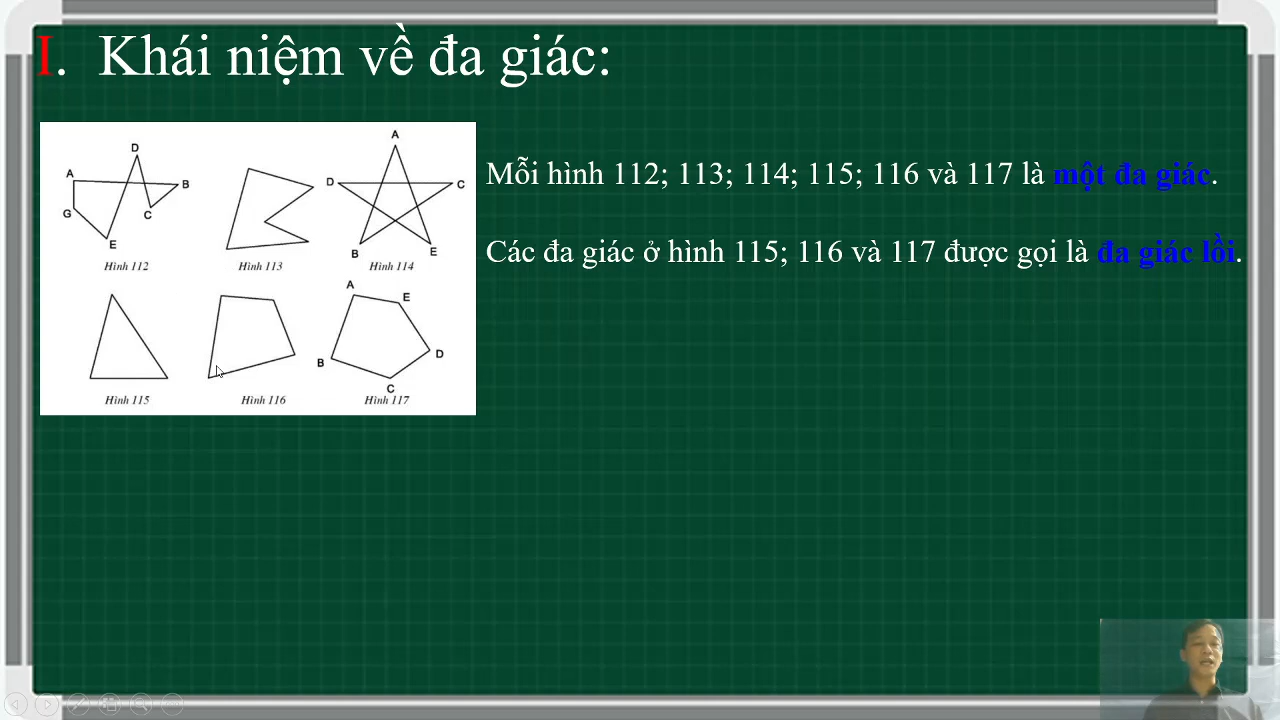 I. Khái niệm về đa giác:
Mỗi hình 112; 113; 114; 115; 116 và 117 là một đa giác.
Các đa giác ở hình 115; 116 và 117 được gọi là đa giác lồi.
A
D
B
G
C
E
Hình 112
Hình 113
A
D
C
B
E
Hình 114
Hình 115
Hình 116
A
E
B
D
C
Hình 117